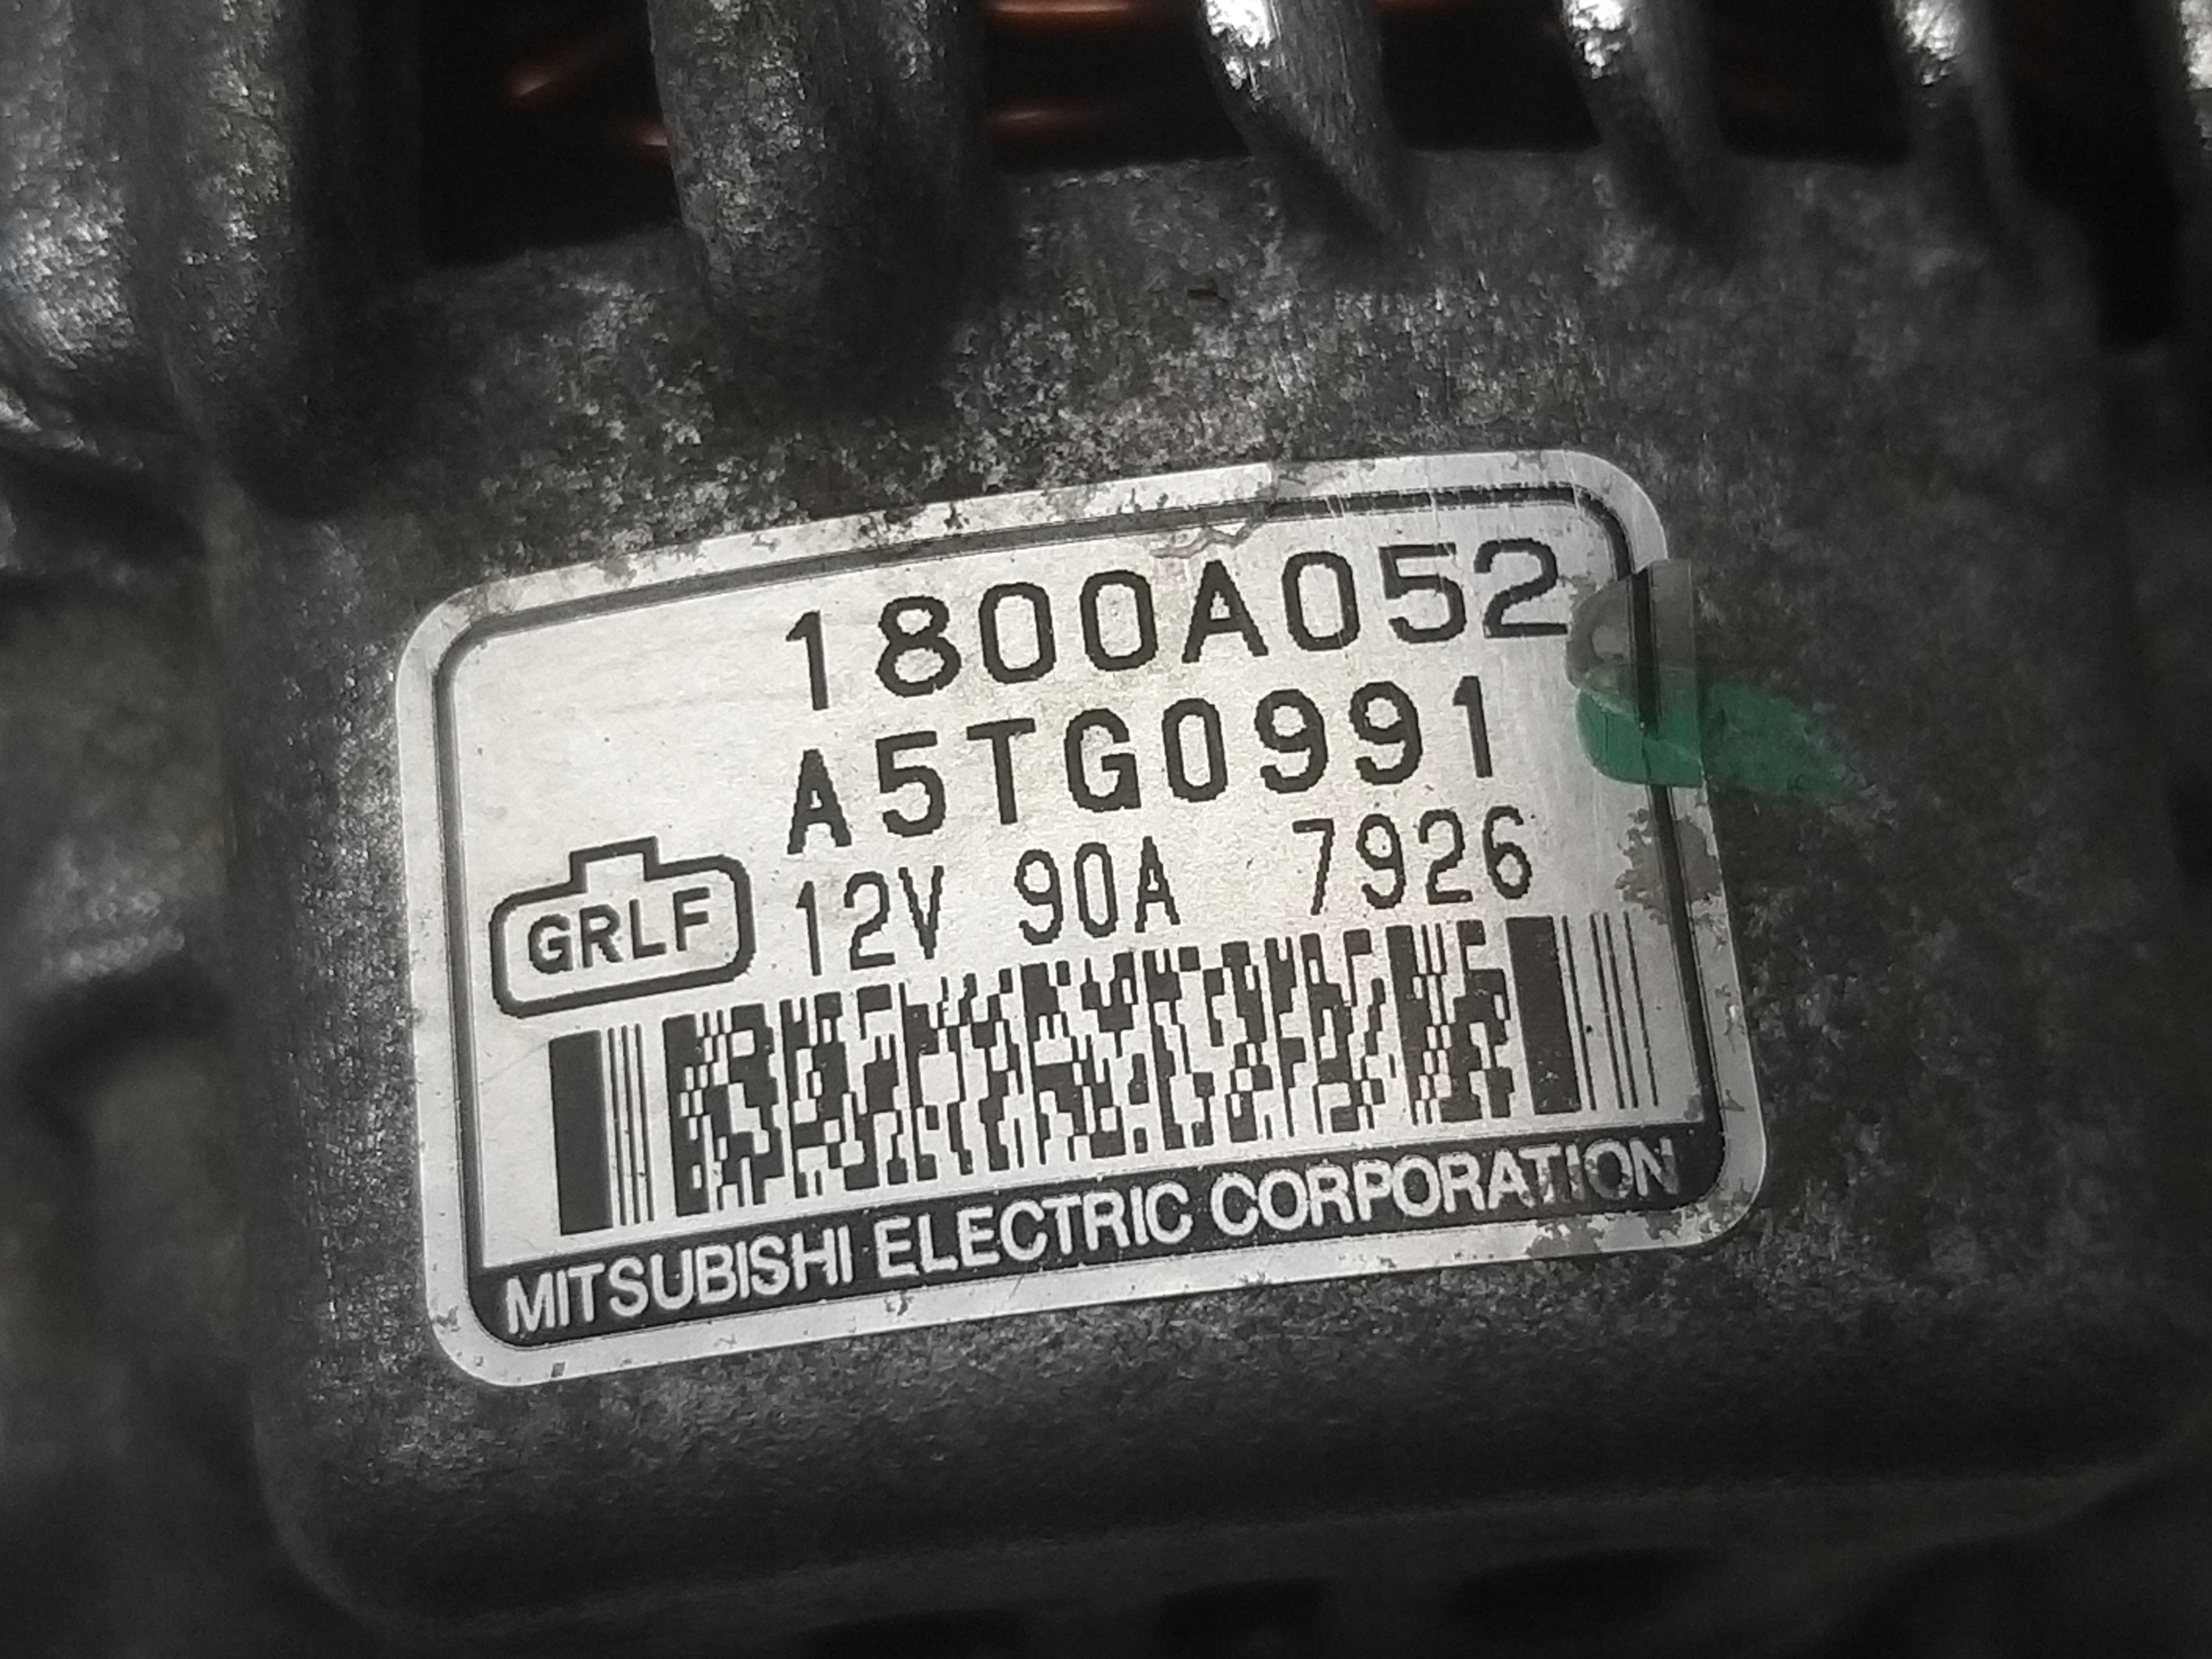 1800A052
A5TG0991
GRLF 12V 90A 7926
MITSUBISHI ELECTRIC CORPORATION